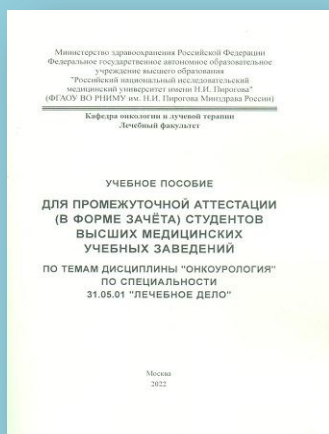 Министерство здравоохранения Российской Федерации
Федеральное государственное автономное образовательное
учреждение высшего образования
"Российский национальный исследовательский
медицинский университет имени Н.И. Пирогова"
(ФГАОУ ВО РНИМУ им. Н.И. Пирогова Минздрава России)
Кафедра онкологии и лучевой терапии
Лечебный факультет
УЧЕБНОЕ ПОСОБИЕ
ДЛЯ ПРОМЕЖУТОЧНОЙ АТТЕСТАЦИИ
(В ФОРМЕ ЗАЧЁТА) СТУДЕНТОВ
ВЫСШИХ МЕДИЦИНСКИХ
УЧЕБНЫХ ЗАВЕДЕНИЙ
ПО ТЕМАМ ДИСЦИПЛИНЫ "ОНКОУРОЛОГИЯ"
ПО СПЕЦИАЛЬНОСТИ
31.05.01 "ЛЕЧЕБНОЕ ДЕЛО"
Москва
2022